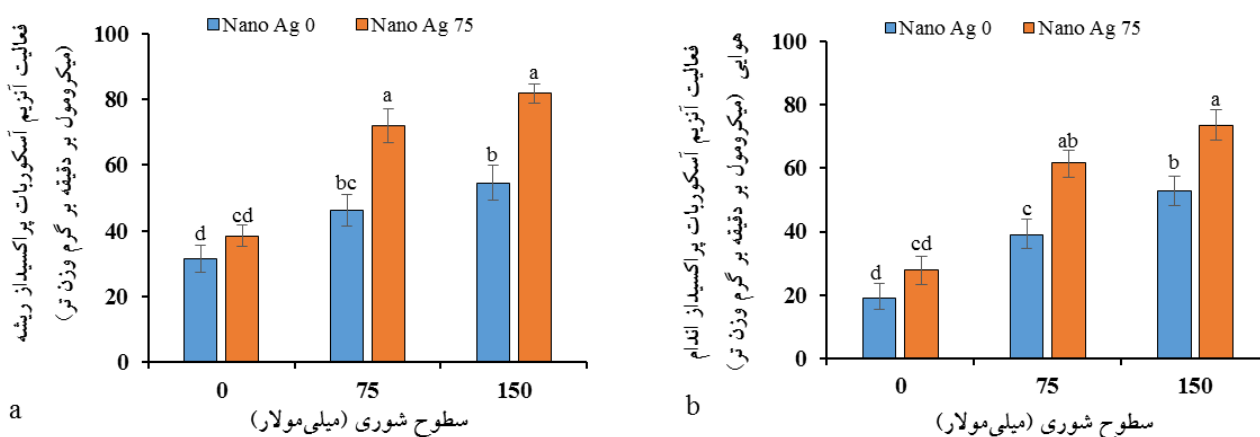 Nano Ag 0
Nano Ag 75
فعالیت آنزیم آسکوربات پراکسیداز ریشه
(میکرومول بر دقیقه بر گرم وزن تر)
100
80
60
40
20
0
d
cd
bc
a
b
a
0
75
150
سطوح شوری (میلی‌مولار)
a
Nano Ag 0
Nano Ag 75
فعالیت آنزیم آسکوربات پراکسیداز اندام
هوایی (میکرومول بر دقیقه بر گرم وزن تر)
100
80
60
40
20
0
d
cd
c
ab
b
a
0
75
150
سطوح شوری (میلی‌مولار)
b